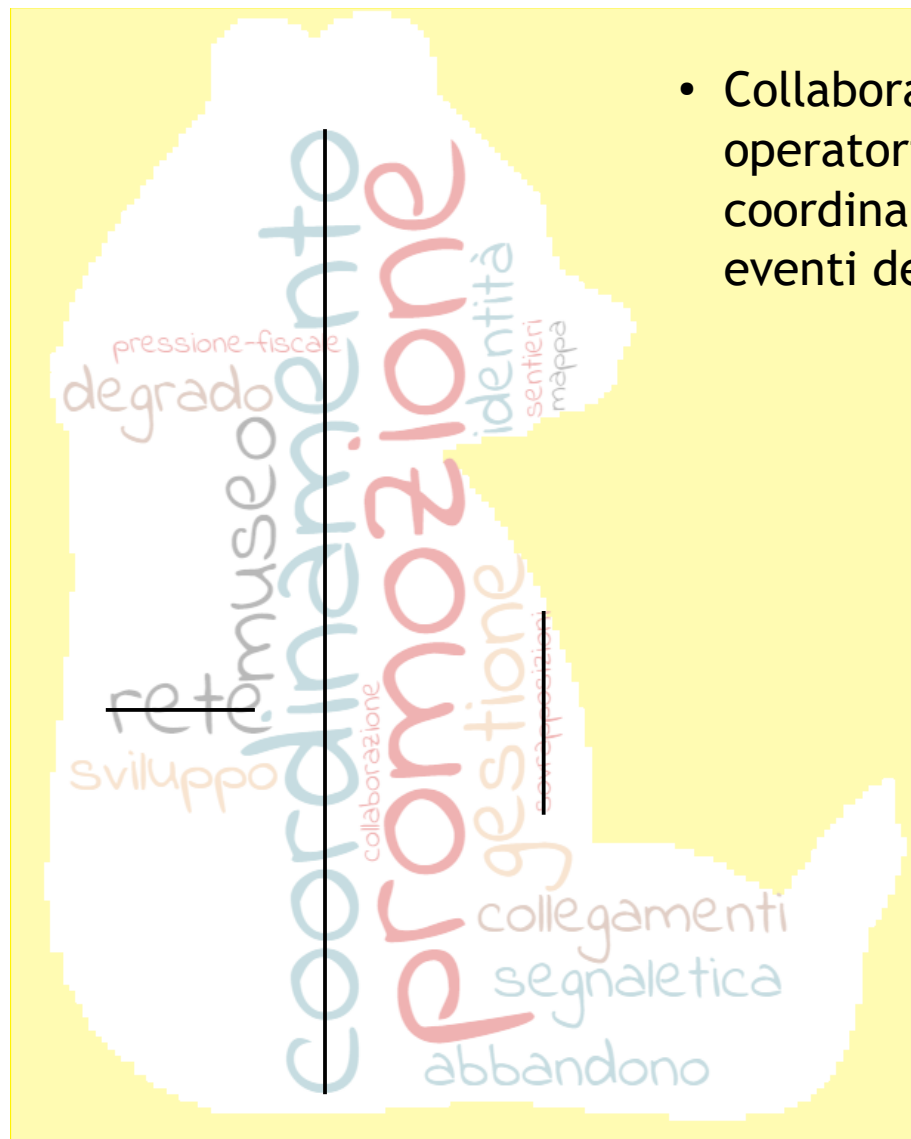 • Collabora
operator
coordina
eventi de
coordinamento
promozione
identità
sentieri
mappa
pressione-fiscale
degrado
museo
rete
sviluppo
collaborazione
gestione
sovrapposizioni
collegamenti
segnaletica
abbandono